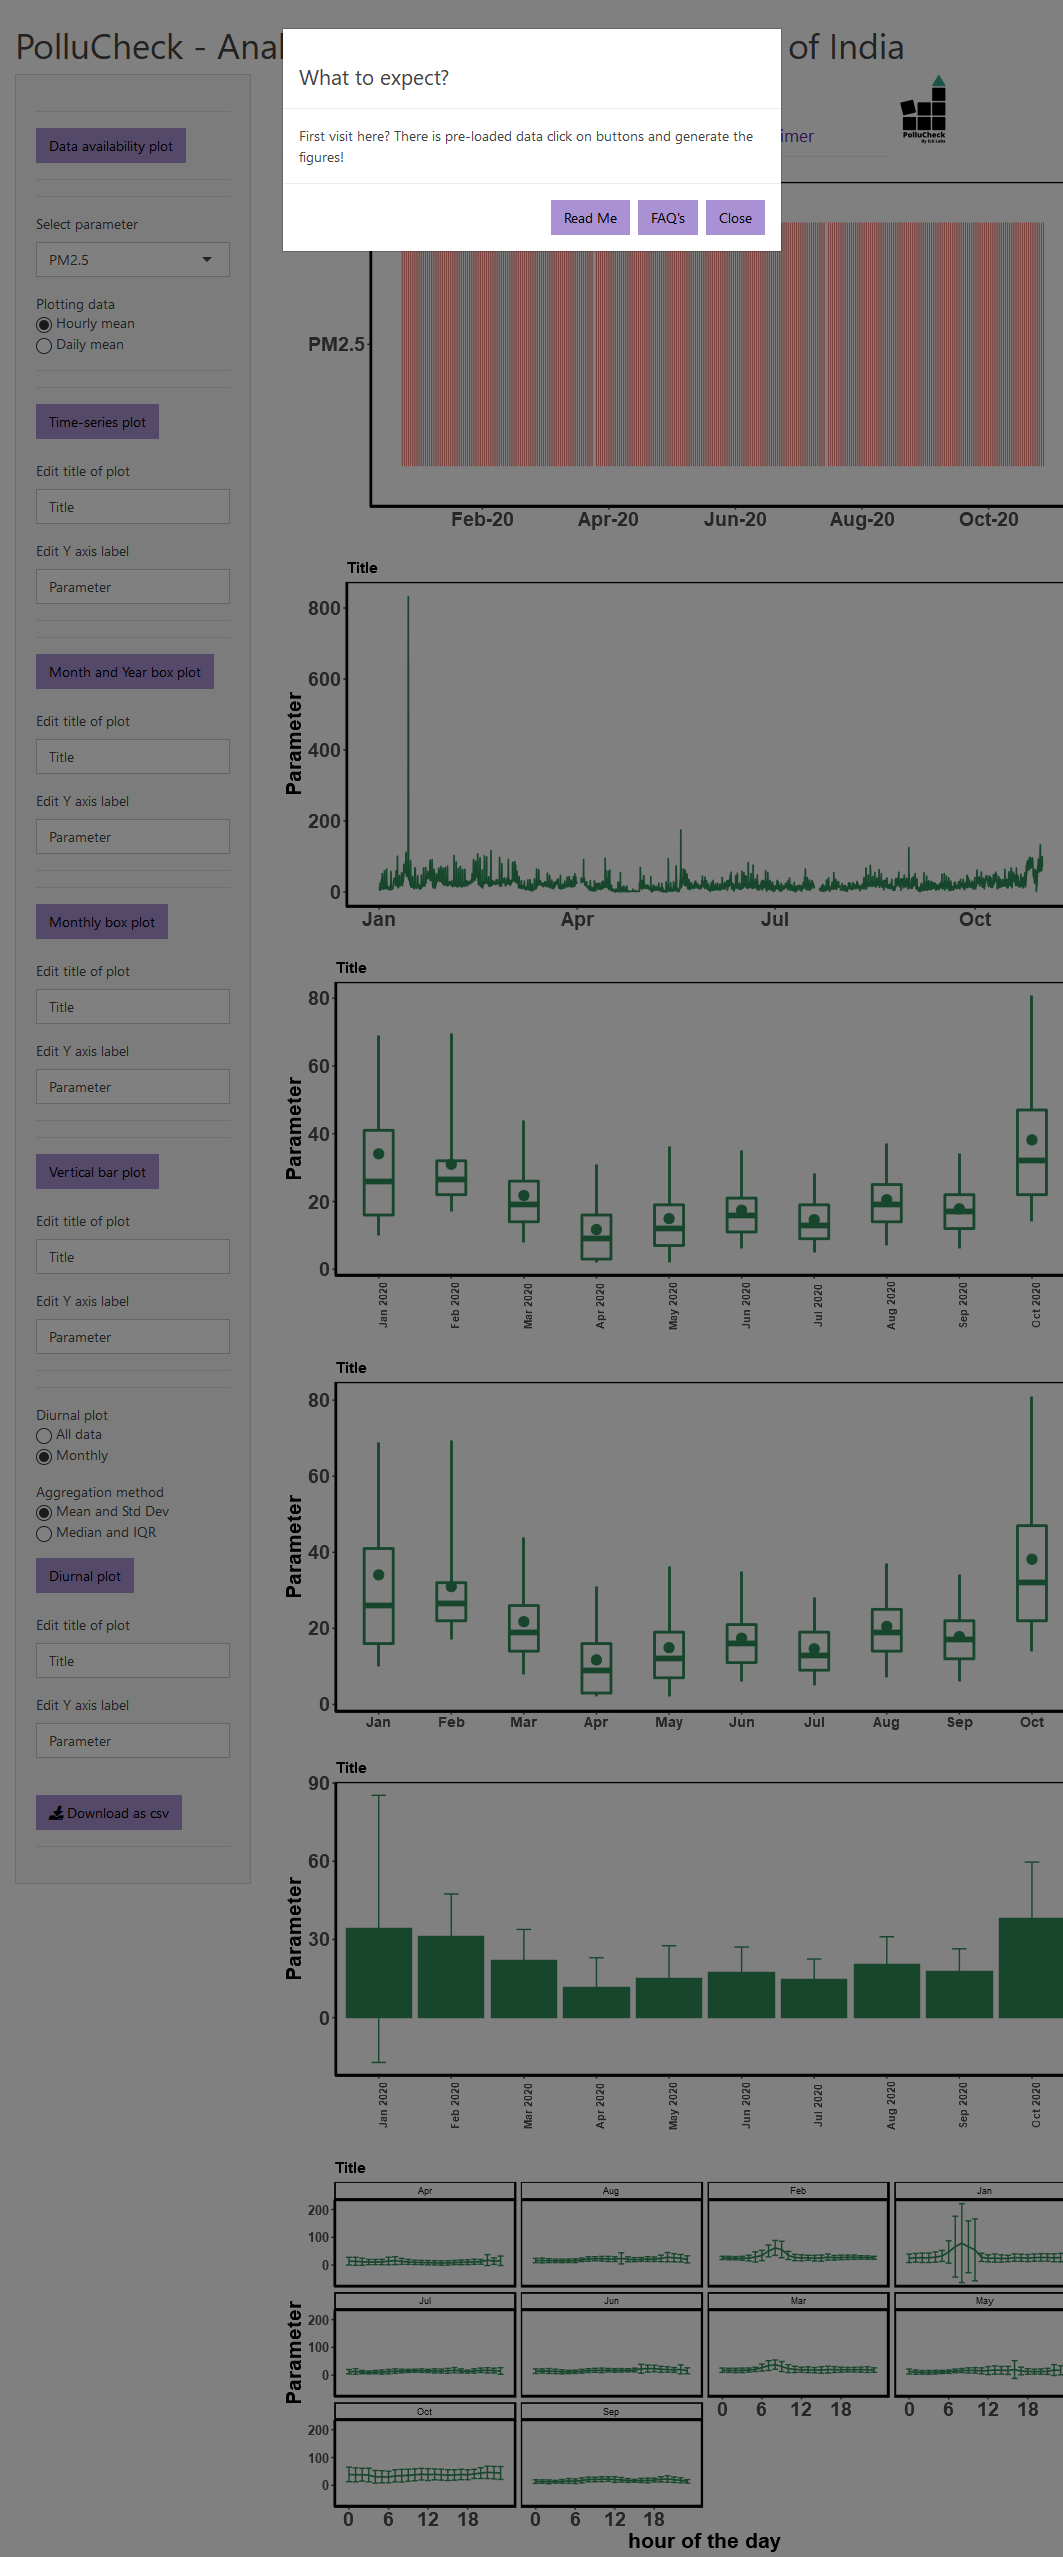 PolluCheck - Anal
of India
What to expect?
First visit here? There is pre-loaded data click on buttons and generate the
figures!
Read Me
FAQ's
Close
imer
PolluCheck
By ILK Labs
Data availability plot
Select parameter
PM2.5
Plotting data
Hourly mean
Daily mean
Time-series plot
Edit title of plot
Title
Edit Y axis label
Parameter
Month and Year box plot
Edit title of plot
Title
Edit Y axis label
Parameter
Monthly box plot
Edit title of plot
Title
Edit Y axis label
Parameter
Vertical bar plot
Edit title of plot
Title
Edit Y axis label
Parameter
Diurnal plot
All data
Monthly
Aggregation method
Mean and Std Dev
Median and IQR
Diurnal plot
Edit title of plot
Title
Edit Y axis label
Parameter
Download as csv
PM2.5
Feb-20 Apr-20 Jun-20 Aug-20 Oct-20
Title
Parameter
800
600
400
200
0
Jan Apr Jul Oct
Title
Parameter
80
60
40
20
0
Jan 2020 Feb 2020 Mar 2020 Apr 2020 May 2020 Jun 2020 Jul 2020 Aug 2020 Sep 2020 Oct 2020
Title
Parameter
80
60
40
20
0
Jan Feb Mar Apr May Jun Jul Aug Sep Oct
Title
Parameter
90
60
30
0
Jan 2020 Feb 2020 Mar 2020 Apr 2020 May 2020 Jun 2020 Jul 2020 Aug 2020 Sep 2020 Oct 2020
Title
Parameter
Apr Aug Feb Jan
200
100
0
Jul Jun Mar May
200
100
0
0 6 12 18 0 6 12 18
Oct Sep
200
100
0
0 6 12 18 0 6 12 18
hour of the day